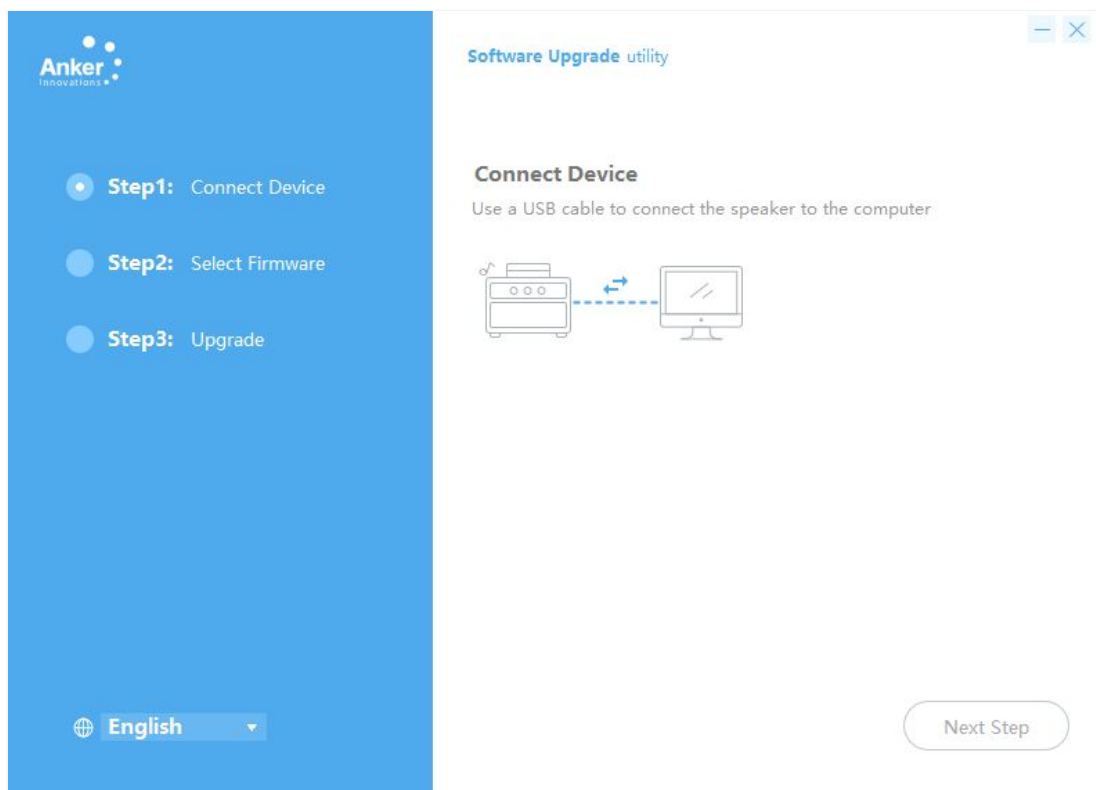 Anker
Innovations
Software Upgrade utility
Step1: Connect Device
Step2: Select Firmware
Step3: Upgrade
English
Connect Device
Use a USB cable to connect the speaker to the computer
Next Step